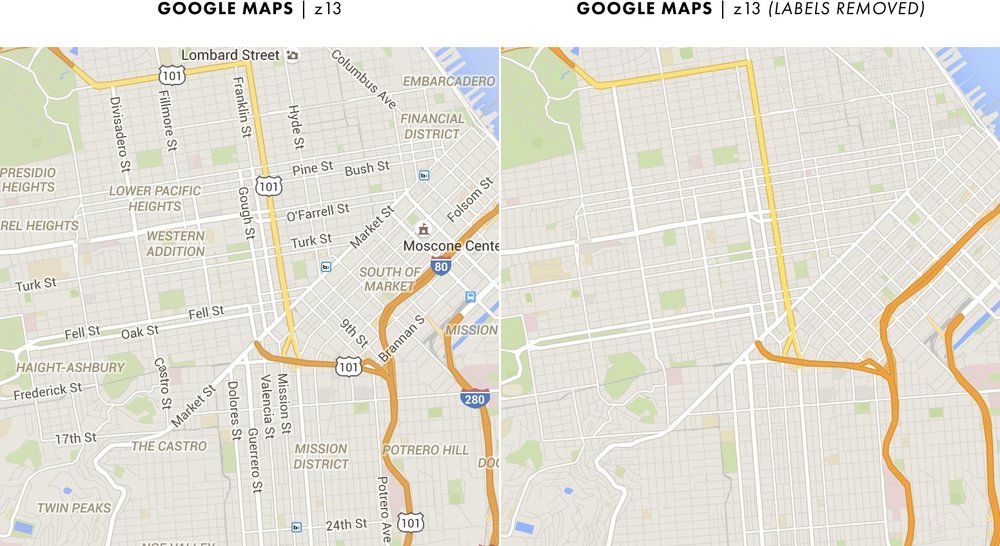 GOOGLE MAPS | z13
GOOGLE MAPS | z13 (LABELS REMOVED)
Lombard Street
101
Columbus Ave
EMBARCADERO
Divisadero St
Fillmore St
Franklin St
Hyde St
FINANCIAL
DISTRICT
Pine St
Bush St
PRESIDIO
HEIGHTS
LOWER PACIFIC
HEIGHTS
101
Gough St
O'Farrell St
Market St
Folsom St
REL HEIGHTS
WESTERN
ADDITION
Turk St
Moscone Cente
80
SOUTH OF
MARKET
Turk St
Fell St
Oak St
Fell St
9th St
Brannan S
MISSION
HAIGHT-ASHBURY
101
Frederick St
Castro St
Market St
Dolores St
Valencia St
Mission St
280
17th St
THE CASTRO
Guerrero St
MISSION
DISTRICT
POTRERO HILL
DO
TWIN PEAKS
Potrero Ave
24th St
101
NOE VALLEY